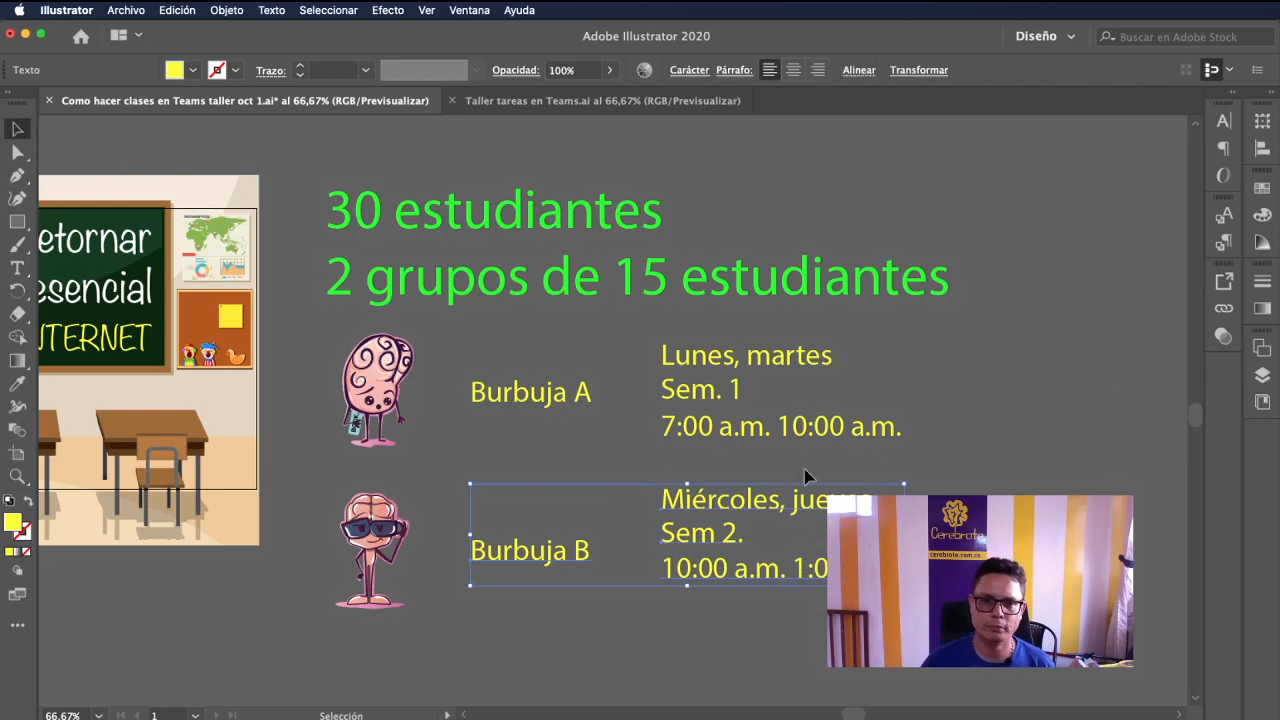 Illustrator Archivo Edición Objeto Texto Seleccionar Efecto Ver Ventana Ayuda
Adobe Illustrator 2020
Diseño
Buscar en Adobe Stock
Texto
Trazo:
Opacidad: 100%
Carácter
Párrafo:
Alinear
Transformar
Como hacer clases en Teams taller oct 1.ai* al 66,67% (RGB/Previsualizar)
Taller tareas en Teams.ai al 66,67% (RGB/Previsualizar)
etornar
esencial
TERNET
30 estudiantes
2 grupos de 15 estudiantes
Burbuja A
Lunes, martes
Sem. 1
7:00 a.m. 10:00 a.m.
Burbuja B
Miércoles, jue
Sem 2.
10:00 a.m. 1:0
Cerebrote
cerebrote.com.co
66,67%
1
Selección